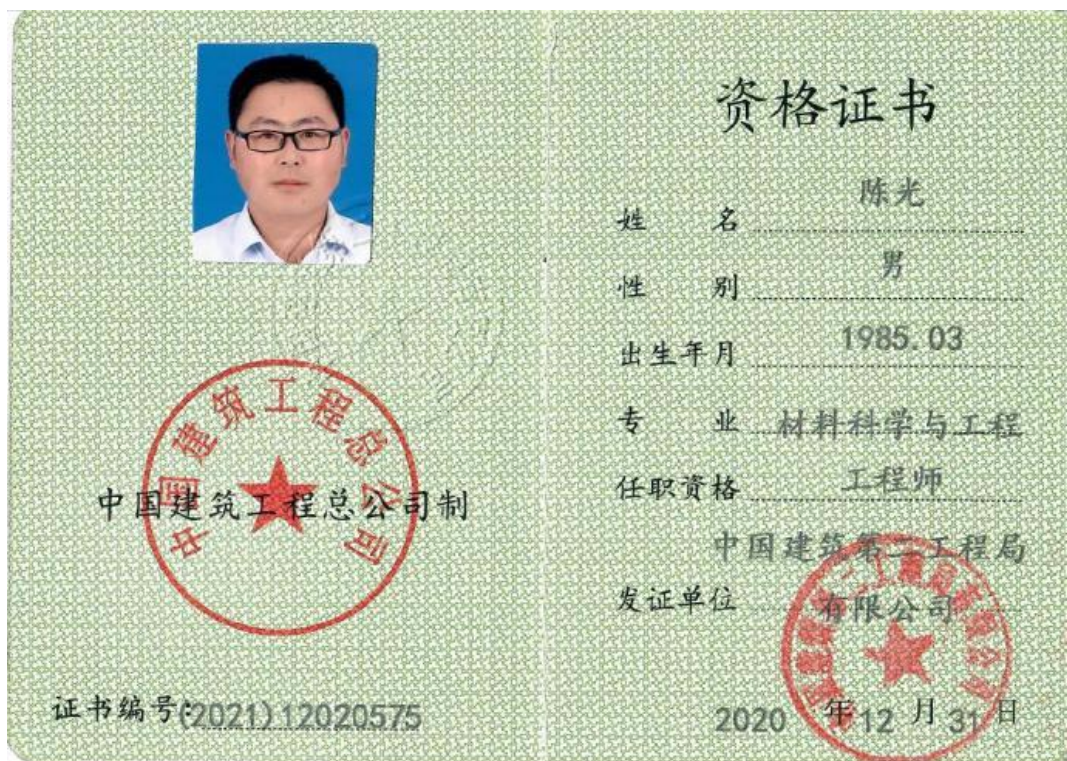 中国建筑工程总公司
中国建筑工程总公司制
证书编号:(2021)12020575
资格证书
姓 名 陈光
性 别 男
出生年月 1985.03
专 业 材料科学与工程
任职资格 工程师
中国建筑第二工程局
发证单位 有限公司
2020 年 12 月 31 日